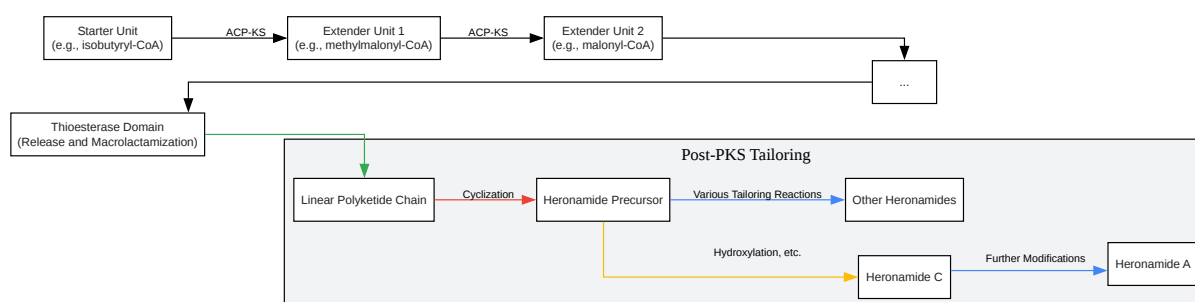 Starter Unit
(e.g., isobutyryl-CoA)
ACP-KS
Extender Unit 1
(e.g., methylmalonyl-CoA)
ACP-KS
Extender Unit 2
(e.g., malonyl-CoA)
...
Thioesterase Domain
(Release and Macrolactamization)
Post-PKS Tailoring
Linear Polyketide Chain
Cyclization
Heronamide Precursor
Various Tailoring Reactions
Other Heronamides
Hydroxylation, etc.
Heronamide C
Further Modifications
Heronamide A